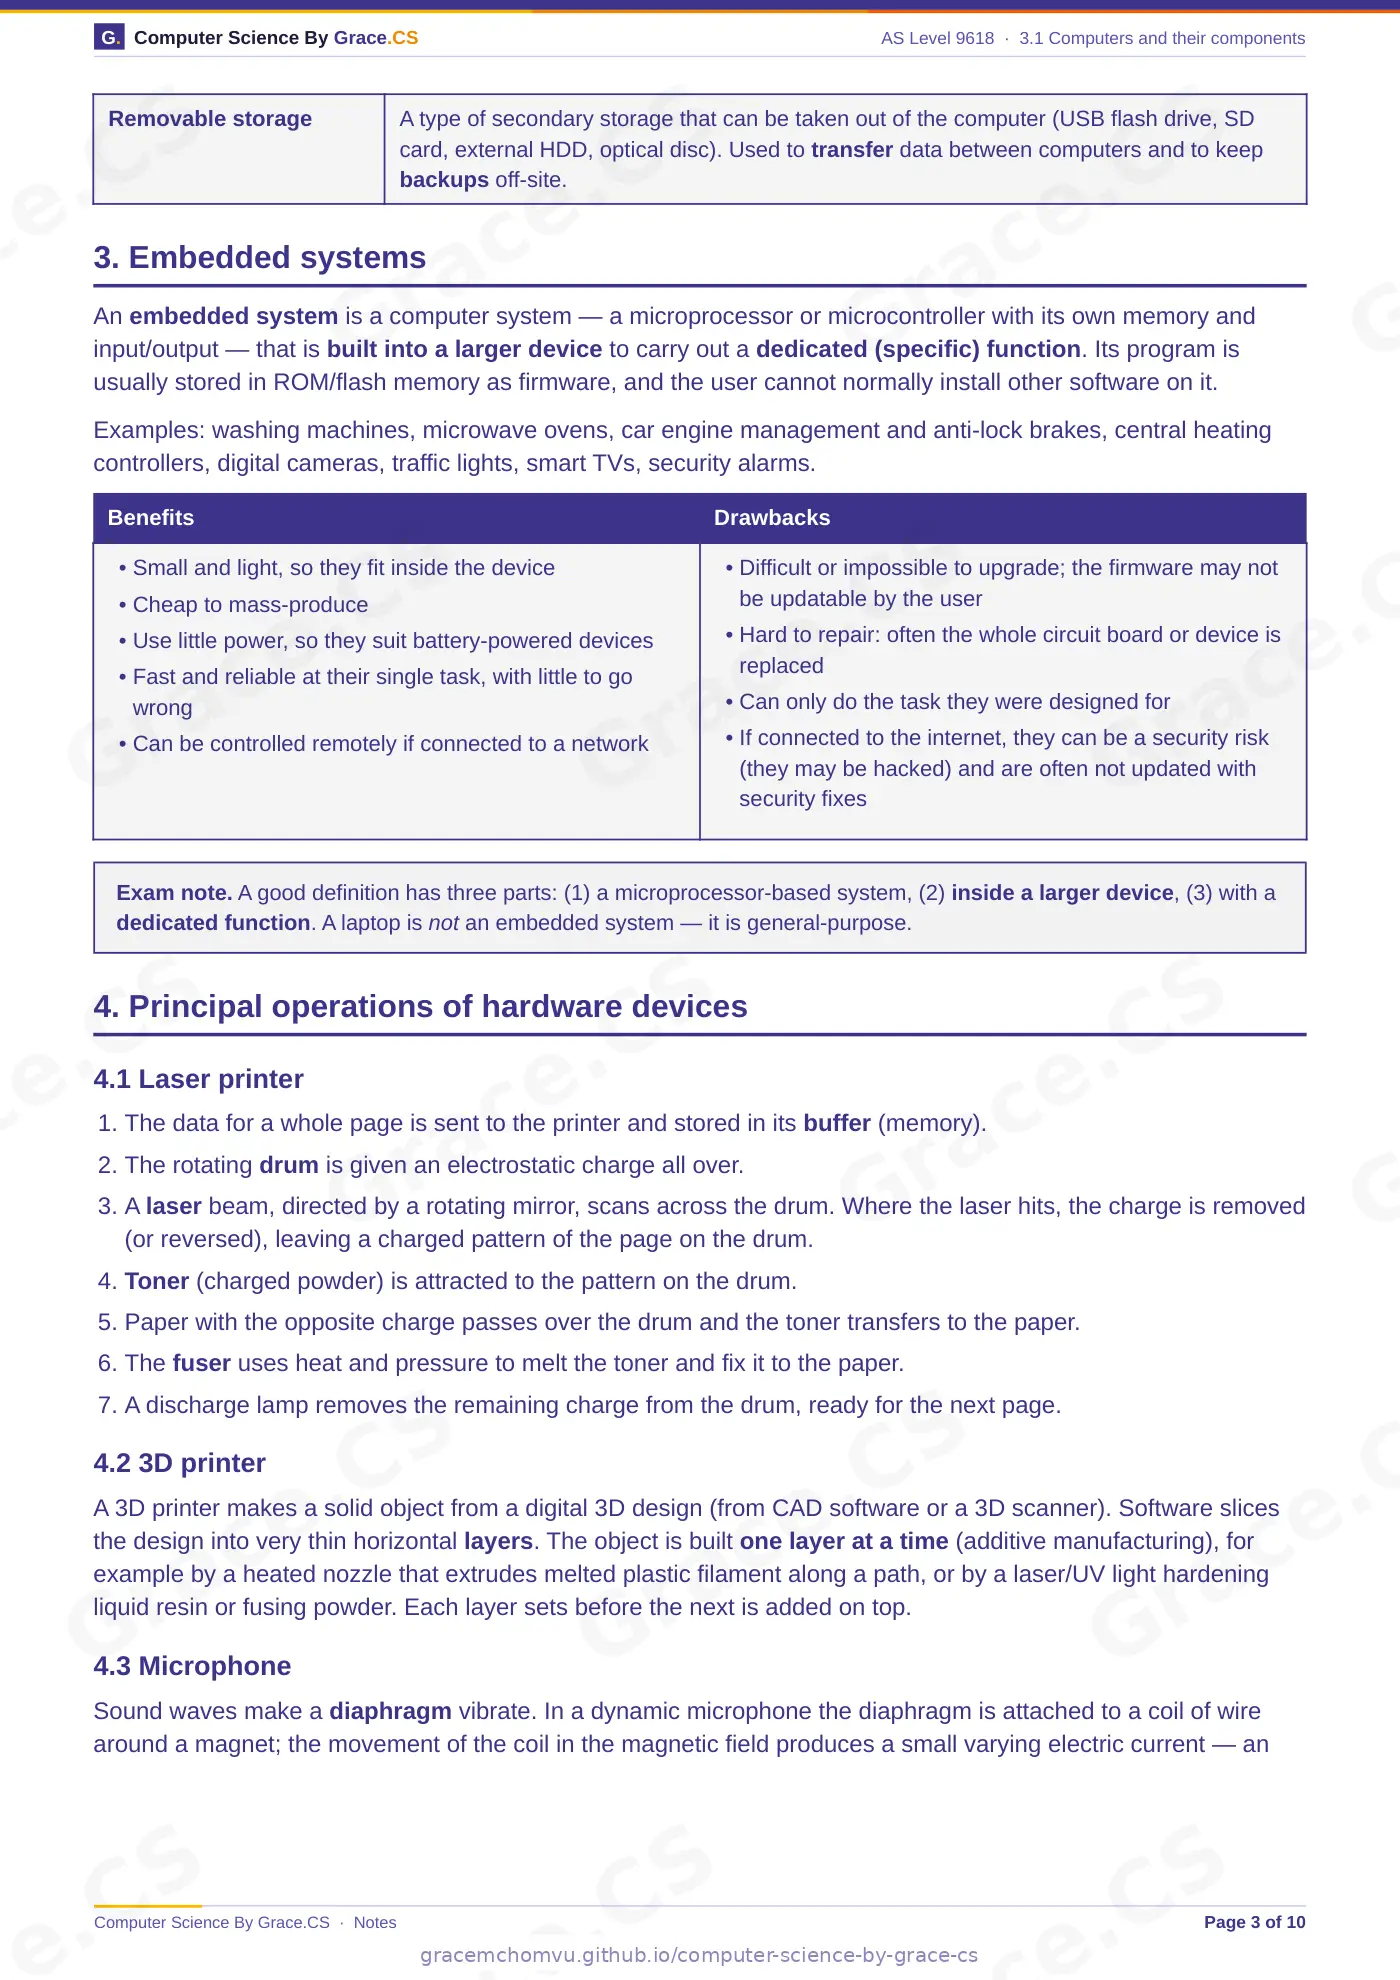 G. Computer Science By Grace.CS
AS Level 9618 · 3.1 Computers and their components
Removable storage
A type of secondary storage that can be taken out of the computer (USB flash drive, SD
card, external HDD, optical disc). Used to transfer data between computers and to keep
backups off-site.
3. Embedded systems
An embedded system is a computer system — a microprocessor or microcontroller with its own memory and
input/output — that is built into a larger device to carry out a dedicated (specific) function. Its program is
usually stored in ROM/flash memory as firmware, and the user cannot normally install other software on it.
Examples: washing machines, microwave ovens, car engine management and anti-lock brakes, central heating
controllers, digital cameras, traffic lights, smart TVs, security alarms.
Benefits
• Small and light, so they fit inside the device
• Cheap to mass-produce
• Use little power, so they suit battery-powered devices
• Fast and reliable at their single task, with little to go
wrong
• Can be controlled remotely if connected to a network
Drawbacks
• Difficult or impossible to upgrade; the firmware may not
be updatable by the user
• Hard to repair: often the whole circuit board or device is
replaced
• Can only do the task they were designed for
• If connected to the internet, they can be a security risk
(they may be hacked) and are often not updated with
security fixes
Exam note. A good definition has three parts: (1) a microprocessor-based system, (2) inside a larger device, (3) with a
dedicated function. A laptop is not an embedded system — it is general-purpose.
4. Principal operations of hardware devices
4.1 Laser printer
1. The data for a whole page is sent to the printer and stored in its buffer (memory).
2. The rotating drum is given an electrostatic charge all over.
3. A laser beam, directed by a rotating mirror, scans across the drum. Where the laser hits, the charge is removed
(or reversed), leaving a charged pattern of the page on the drum.
4. Toner (charged powder) is attracted to the pattern on the drum.
5. Paper with the opposite charge passes over the drum and the toner transfers to the paper.
6. The fuser uses heat and pressure to melt the toner and fix it to the paper.
7. A discharge lamp removes the remaining charge from the drum, ready for the next page.
4.2 3D printer
A 3D printer makes a solid object from a digital 3D design (from CAD software or a 3D scanner). Software slices
the design into very thin horizontal layers. The object is built one layer at a time (additive manufacturing), for
example by a heated nozzle that extrudes melted plastic filament along a path, or by a laser/UV light hardening
liquid resin or fusing powder. Each layer sets before the next is added on top.
4.3 Microphone
Sound waves make a diaphragm vibrate. In a dynamic microphone the diaphragm is attached to a coil of wire
around a magnet; the movement of the coil in the magnetic field produces a small varying electric current — an
Computer Science By Grace.CS · Notes
Page 3 of 10
gracemchomvu.github.io/computer-science-by-grace-cs